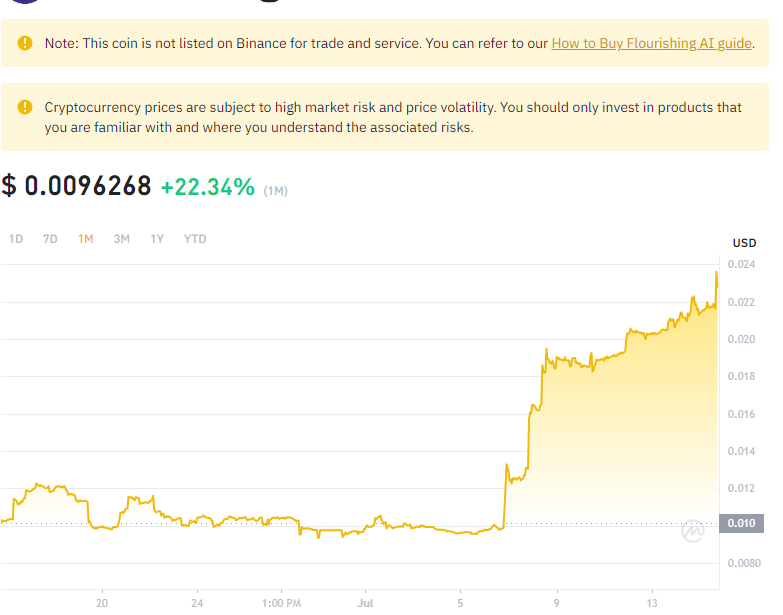 Note: This coin is not listed on Binance for trade and service. You can refer to our How to Buy Flourishing AI guide.
Cryptocurrency prices are subject to high market risk and price volatility. You should only invest in products that
you are familiar with and where you understand the associated risks.
$ 0.0096268 +22.34% (1M)
1D 7D 1M 3M 1Y YTD
USD
0.024
0.022
0.020
0.018
0.016
0.014
0.012
0.010
0.0080
20 24 1:00 PM Jul 5 9 13